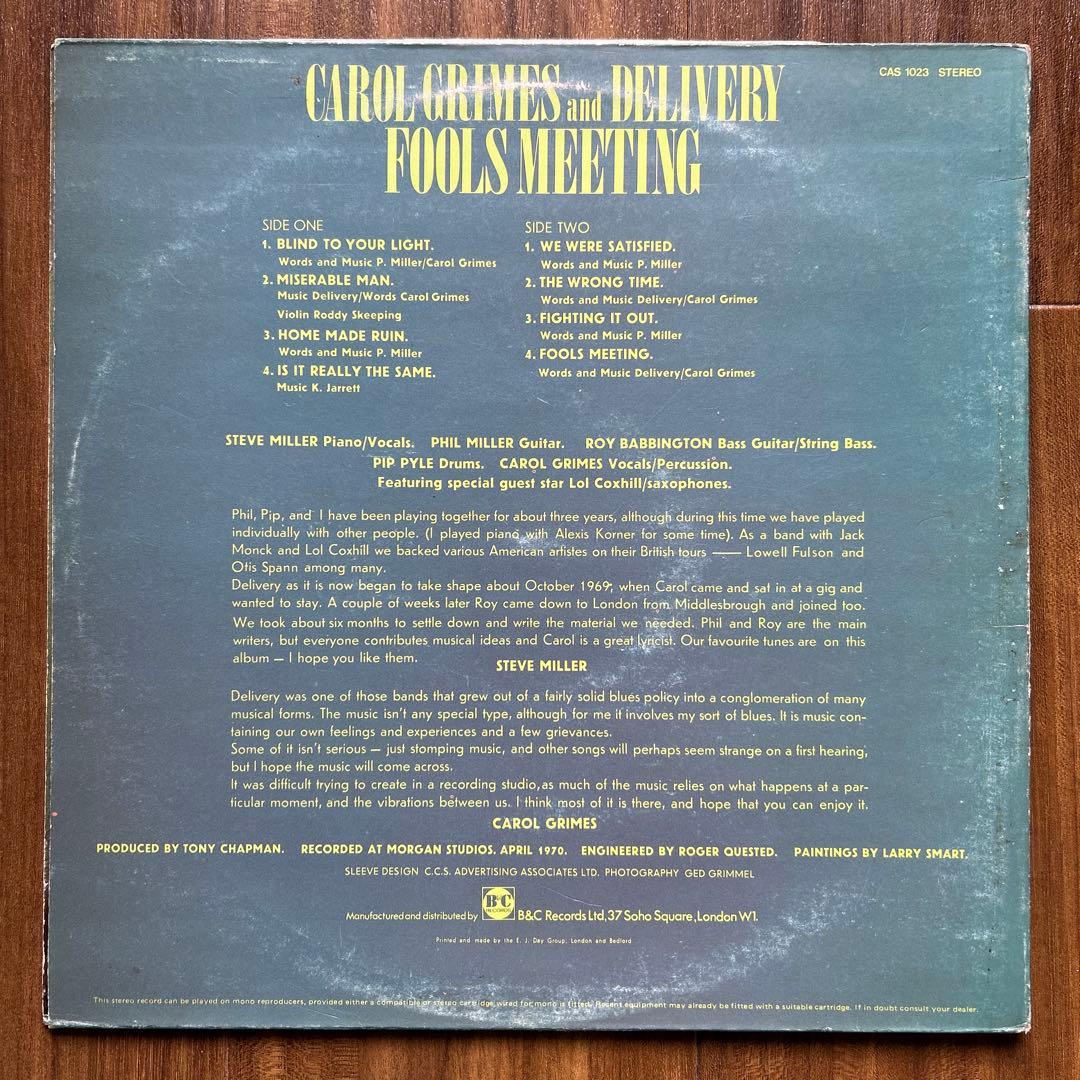 CAS 1023 STEREO
CAROL GRIMES and DELIVERY
FOOLS MEETING
SIDE ONE
1. BLIND TO YOUR LIGHT.
Words and Music P. Miller/Carol Grimes
2. MISERABLE MAN.
Music Delivery/Words Carol Grimes
Violin Roddy Skeeping
3. HOME MADE RUIN.
Words and Music P. Miller
4. IS IT REALLY THE SAME.
Music K. Jarrett
SIDE TWO
1. WE WERE SATISFIED.
Words and Music P. Miller
2. THE WRONG TIME.
Words and Music Delivery/Carol Grimes
3. FIGHTING IT OUT.
Words and Music P. Miller
4. FOOLS MEETING.
Words and Music Delivery/Carol Grimes
STEVE MILLER Piano/Vocals. PHIL MILLER Guitar. ROY BABBINGTON Bass Guitar/String Bass.
PIP PYLE Drums. CAROL GRIMES Vocals/Percussion.
Featuring special guest star Lol Coxhill/saxophones.
Phil, Pip, and I have been playing together for about three years, although during this time we have played
individually with other people. (I played piano with Alexis Korner for some time). As a band with Jack
Monck and Lol Coxhill we backed various American artistes on their British tours — Lowell Fulson and
Otis Spann among many.
Delivery as it is now began to take shape about October 1969, when Carol came and sat in at a gig and
wanted to stay. A couple of weeks later Roy came down to London from Middlesbrough and joined too.
We took about six months to settle down and write the material we needed. Phil and Roy are the main
writers, but everyone contributes musical ideas and Carol is a great lyricist. Our favourite tunes are on this
album — I hope you like them.
STEVE MILLER
Delivery was one of those bands that grew out of a fairly solid blues policy into a conglomeration of many
musical forms. The music isn't any special type, although for me it involves my sort of blues. It is music con-
taining our own feelings and experiences and a few grievances.
Some of it isn't serious — just stomping music, and other songs will perhaps seem strange on a first hearing,
but I hope the music will come across.
It was difficult trying to create in a recording studio, as much of the music relies on what happens at a par-
ticular moment, and the vibrations between us. I think most of it is there, and hope that you can enjoy it.
CAROL GRIMES
PRODUCED BY TONY CHAPMAN. RECORDED AT MORGAN STUDIOS. APRIL 1970. ENGINEERED BY ROGER QUESTED. PAINTINGS BY LARRY SMART.
SLEEVE DESIGN C.C.S. ADVERTISING ASSOCIATES LTD. PHOTOGRAPHY GED GRIMMEL
Manufactured and distributed by B&C RECORDS B&C Records Ltd, 37 Soho Square, London W1.
Printed and made by the E. J. Day Group, London and Bedford
This stereo record can be played on mono reproducers, provided either a compatible or stereo cartridge wired for mono is fitted. Recent equipment may already be fitted with a suitable cartridge. If in doubt consult your dealer.